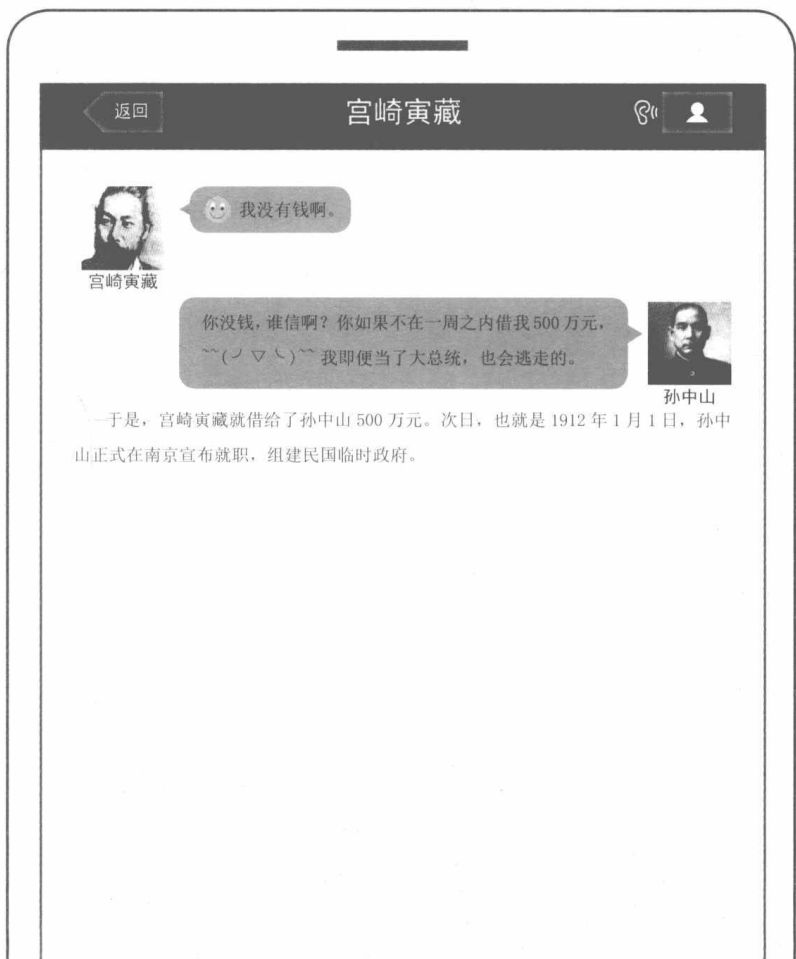 返回
宫崎寅藏
我没有钱啊。
宫崎寅藏
你没钱,谁信啊？你如果不在一周之内借我500万元，
~~(╯▽╰)~~我即便当了大总统，也会逃走的。
孙中山
于是，宫崎寅藏就借给了孙中山500万元。次日，也就是1912年1月1日，孙中
山正式在南京宣布就职，组建民国临时政府。